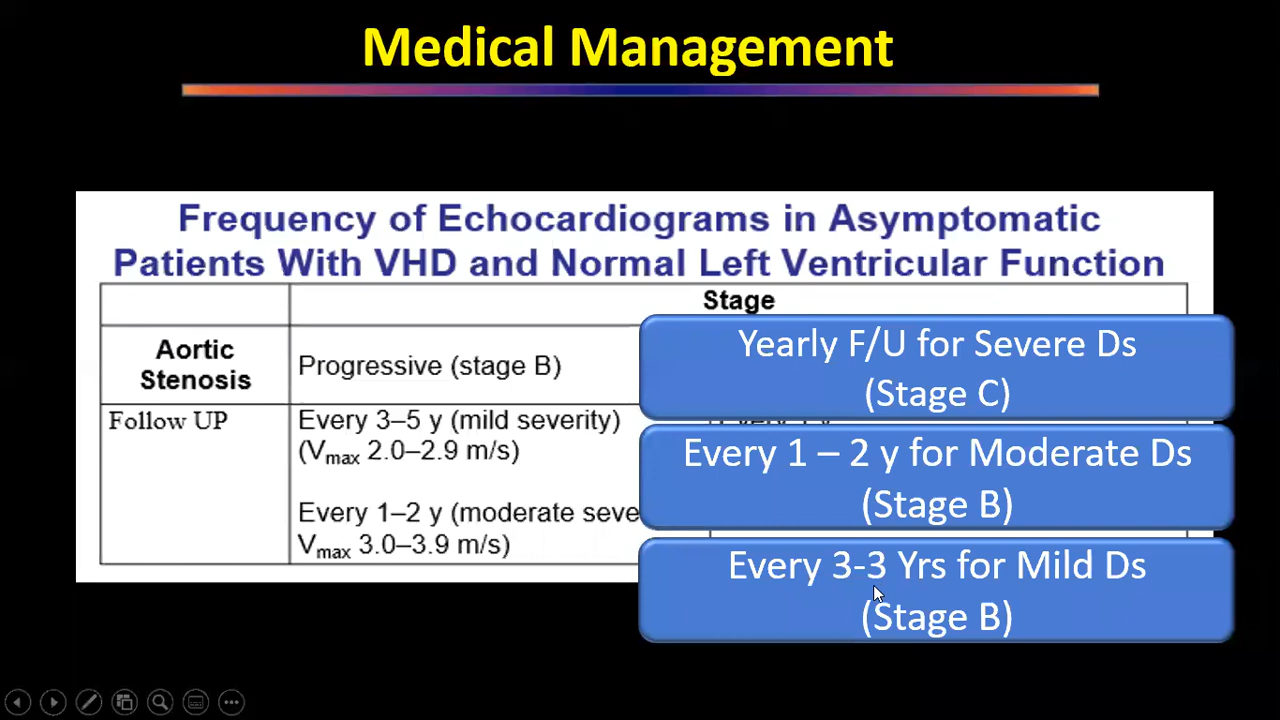 Medical Management
Frequency of Echocardiograms in Asymptomatic
Patients With VHD and Normal Left Ventricular Function
Stage
Aortic
Stenosis
Progressive (stage B)
Follow UP
Every 3–5 y (mild severity)
(Vmax 2.0–2.9 m/s)
Every 1–2 y (moderate seve
Vmax 3.0–3.9 m/s)
Yearly F/U for Severe Ds
(Stage C)
Every 1 – 2 y for Moderate Ds
(Stage B)
Every 3-3 Yrs for Mild Ds
(Stage B)